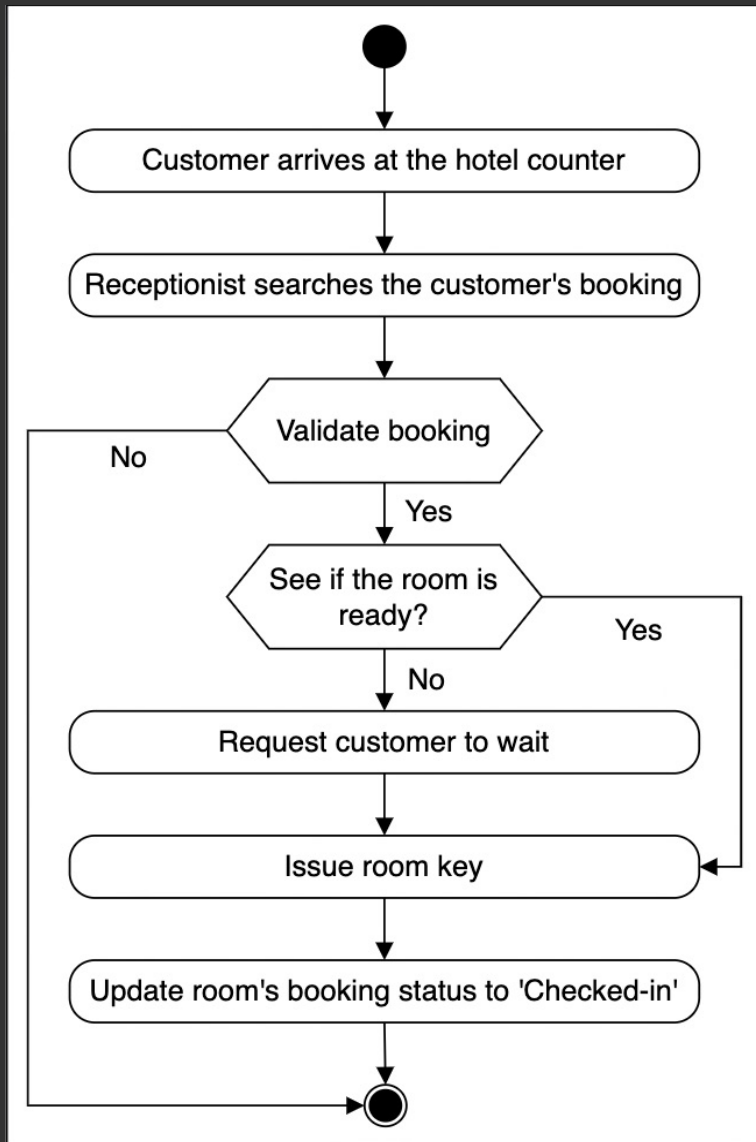 Customer arrives at the hotel counter
Receptionist searches the customer's booking
Validate booking
No
Yes
See if the room is
ready?
Yes
No
Request customer to wait
Issue room key
Update room's booking status to 'Checked-in'